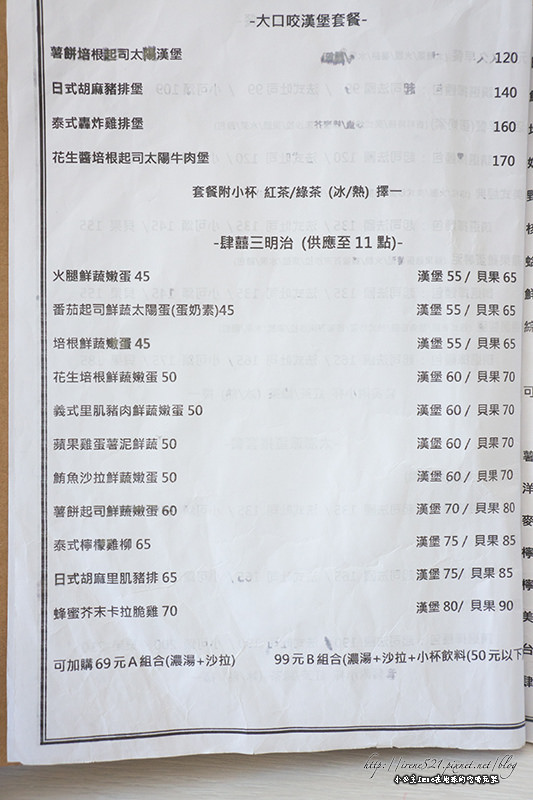 -大口咬漢堡套餐-
薯餅培根起司太陽漢堡 120
日式胡麻豬排堡 140
泰式轟炸雞排堡 160
花生醬培根起司太陽牛肉堡 170
套餐附小杯 紅茶/綠茶 (冰/熱) 擇一
-肆囍三明治 (供應至 11 點)-
火腿鮮蔬嫩蛋 45 漢堡 55 / 貝果 65
番茄起司鮮蔬太陽蛋(蛋奶素)45 漢堡 55 / 貝果 65
培根鮮蔬嫩蛋 45 漢堡 55 / 貝果 65
花生培根鮮蔬嫩蛋 50 漢堡 60 / 貝果 70
義式里肌豬肉鮮蔬嫩蛋 50 漢堡 60 / 貝果 70
蘋果雞蛋薯泥鮮蔬 50 漢堡 60 / 貝果 70
鮪魚沙拉鮮蔬嫩蛋 50 漢堡 60 / 貝果 70
薯餅起司鮮蔬嫩蛋 60 漢堡 70 / 貝果 80
泰式檸檬雞柳 65 漢堡 75 / 貝果 85
日式胡麻里肌豬排 65 漢堡 75/ 貝果 85
蜂蜜芥末卡拉脆雞 70 漢堡 80/ 貝果 90
可加購 69 元 A 組合(濃湯+沙拉) 99 元 B 組合(濃湯+沙拉+小杯飲料(50 元以下
http://irene521.pixnet.net/blog